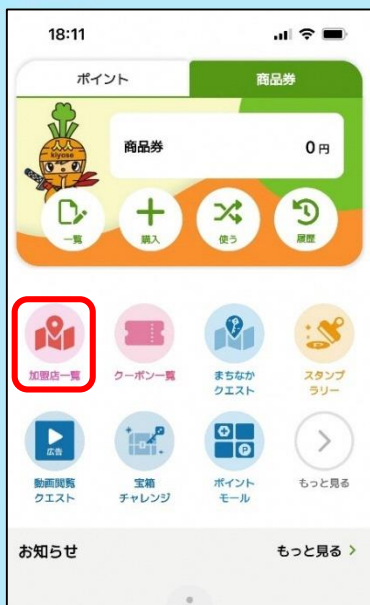 18:11
ポイント
商品券
kiyose
商品券
0 円
一覧
購入
使う
履歴
加盟店一覧
クーポン一覧
まちなか
クエスト
スタンプ
ラリー
広告
P
動画閲覧
クエスト
宝箱
チャレンジ
ポイント
モール
もっと見る
お知らせ
もっと見る